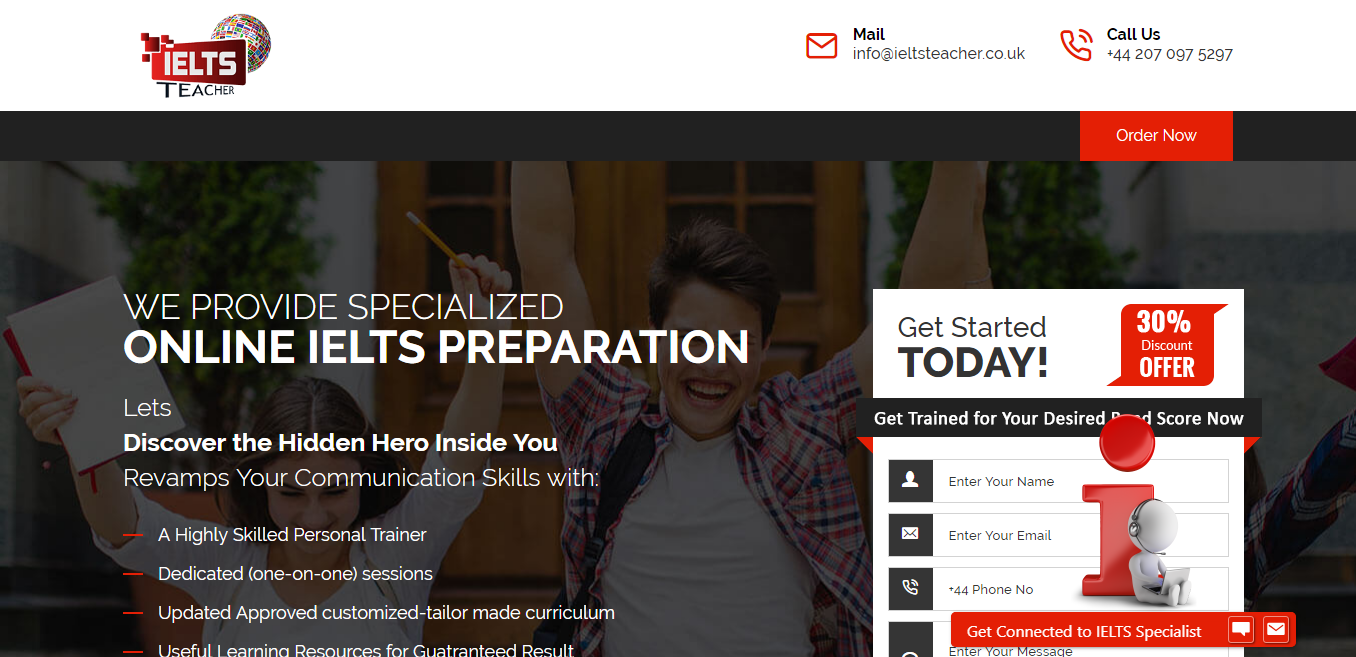 IELTS
TEACHER
Mail
info@ieltsteacher.co.uk
Call Us
+44 207 097 5297
Order Now
WE PROVIDE SPECIALIZED
ONLINE IELTS PREPARATION
Lets
Discover the Hidden Hero Inside You
Revamps Your Communication Skills with:
A Highly Skilled Personal Trainer
Dedicated (one-on-one) sessions
Updated Approved customized-tailor made curriculum
Useful Learning Resources for Guatranteed Result
Get Started
TODAY!
30%
Discount
OFFER
Get Trained for Your Desired Score Now
Enter Your Name
Enter Your Email
+44 Phone No
Enter Your Message
Get Connected to IELTS Specialist